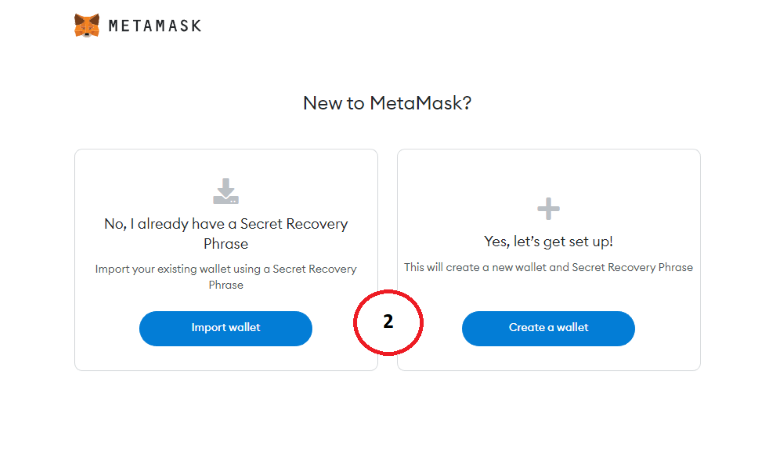 METAMASK
New to MetaMask?
No, I already have a Secret Recovery
Phrase
Import your existing wallet using a Secret Recovery
Phrase
Import wallet
2
Yes, let’s get set up!
This will create a new wallet and Secret Recovery Phrase
Create a wallet